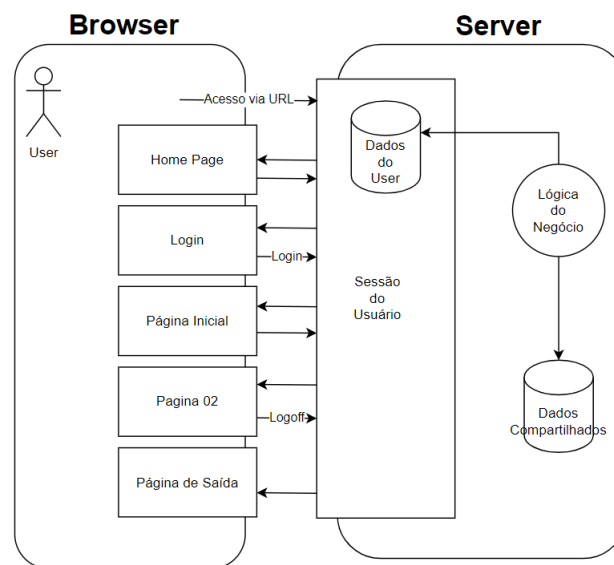 Browser
Server
User
Acesso via URL
Home Page
Login
Login
Página Inicial
Pagina 02
Logoff
Página de Saída
Dados
do
User
Sessão
do
Usuário
Lógica
do
Negócio
Dados
Compartilhados